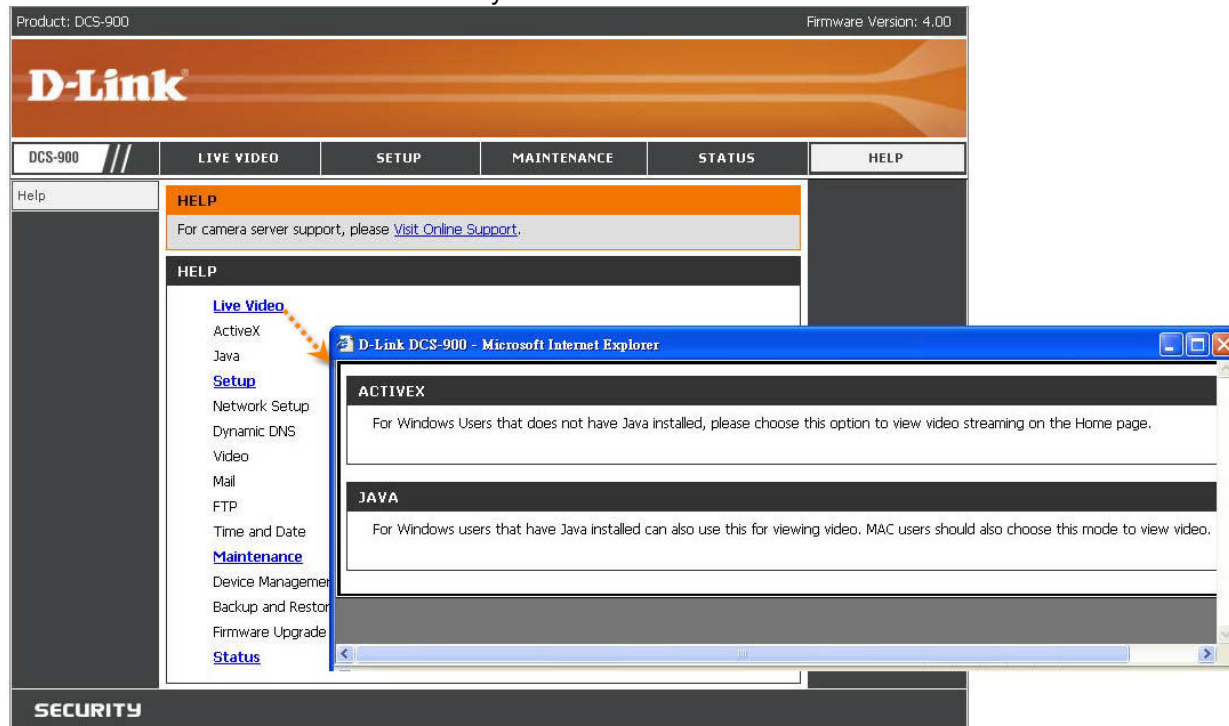 Product: DCS-900 Firmware Version: 4.00
D-Link
DCS-900 LIVE VIDEO SETUP MAINTENANCE STATUS HELP
Help
HELP
For camera server support, please Visit Online Support.
HELP
Live Video
ActiveX
Java
Setup
Network Setup
Dynamic DNS
Video
Mail
FTP
Time and Date
Maintenance
Device Managemen
Backup and Restor
Firmware Upgrade
Status
D-Link DCS-900 - Microsoft Internet Explorer
ACTIVEX
For Windows Users that does not have Java installed, please choose this option to view video streaming on the Home page.
JAVA
For Windows users that have Java installed can also use this for viewing video. MAC users should also choose this mode to view video.
SECURITY